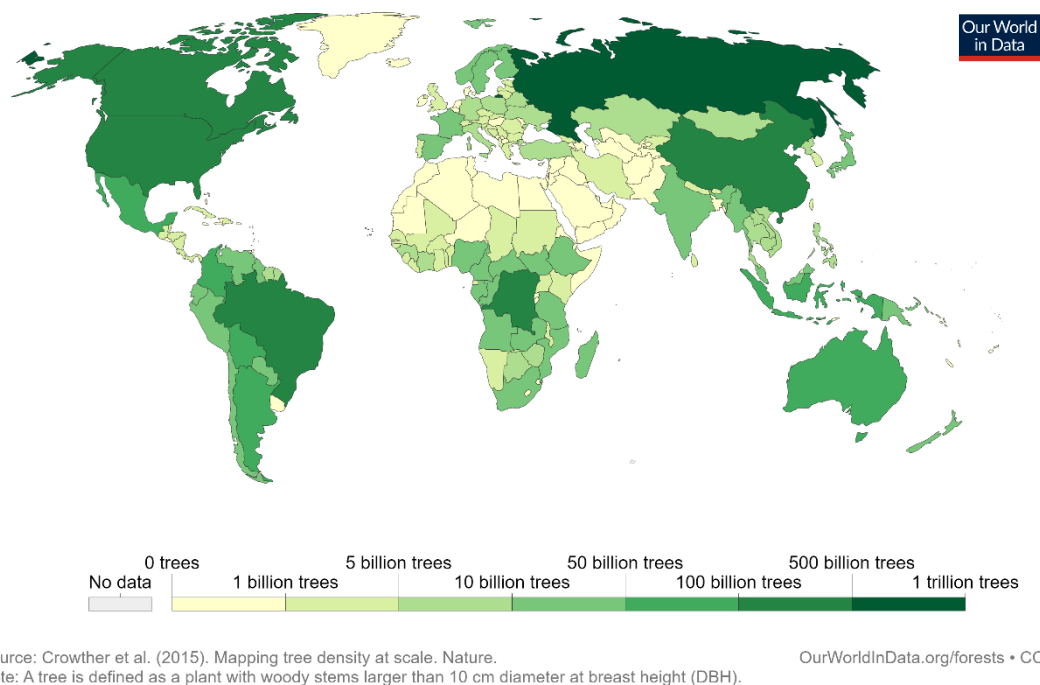 Our World
in Data
0 trees 5 billion trees 50 billion trees 500 billion trees
No data 1 billion trees 10 billion trees 100 billion trees 1 trillion trees
urce: Crowther et al. (2015). Mapping tree density at scale. Nature. OurWorldInData.org/forests • CC
te: A tree is defined as a plant with woody stems larger than 10 cm diameter at breast height (DBH).